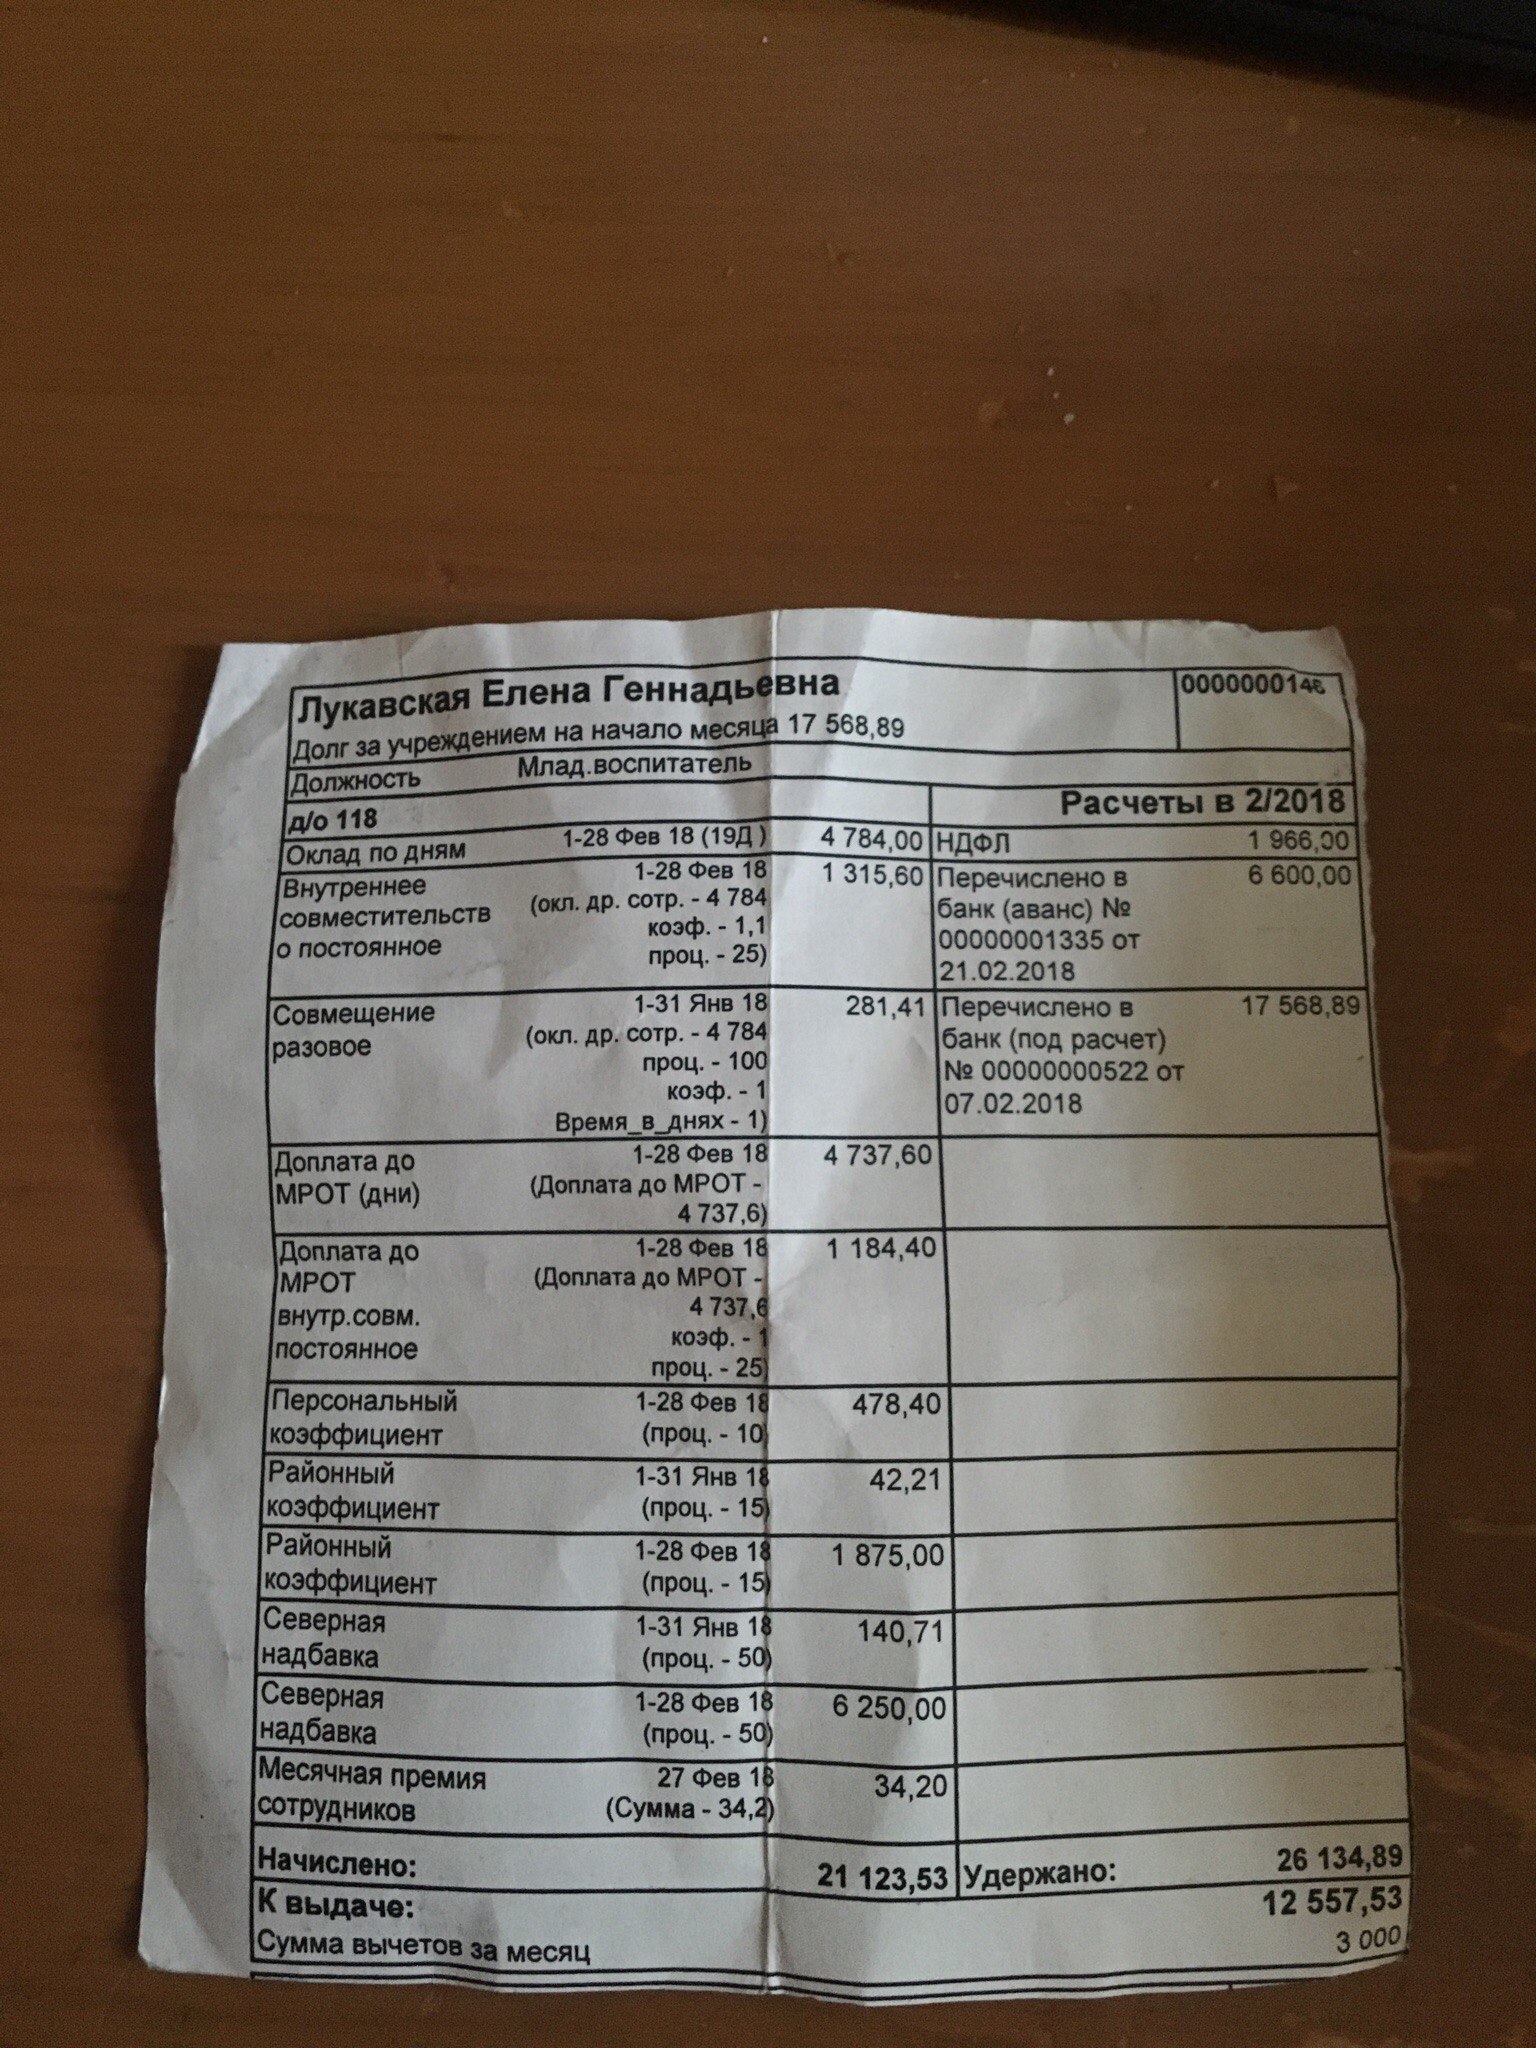 Лукавская Елена Геннадьевна 0000000146
Долг за учреждением на начало месяца 17 568,89
Должность Млад.воспитатель
д/о 118 Расчеты в 2/2018
Оклад по дням 1-28 Фев 18 (19Д ) 4 784,00 НДФЛ 1 966,00
Внутреннее 1-28 Фев 18 1 315,60 Перечислено в 6 600,00
совместительств (окл. др. сотр. - 4 784 банк (аванс) №
о постоянное коэф. - 1,1 00000001335 от
проц. - 25) 21.02.2018
Совмещение 1-31 Янв 18 281,41 Перечислено в 17 568,89
разовое (окл. др. сотр. - 4 784 банк (под расчет)
проц. - 100 № 00000000522 от
коэф. - 1 07.02.2018
Время_в_днях - 1)
Доплата до 1-28 Фев 18 4 737,60
МРОТ (дни) (Доплата до МРОТ -
4 737,6)
Доплата до 1-28 Фев 18 1 184,40
МРОТ (Доплата до МРОТ -
внутр.совм. 4 737,6
постоянное коэф. - 1
проц. - 25)
Персональный 1-28 Фев 18 478,40
коэффициент (проц. - 10)
Районный 1-31 Янв 18 42,21
коэффициент (проц. - 15)
Районный 1-28 Фев 18 1 875,00
коэффициент (проц. - 15)
Северная 1-31 Янв 18 140,71
надбавка (проц. - 50)
Северная 1-28 Фев 18 6 250,00
надбавка (проц. - 50)
Месячная премия 27 Фев 18 34,20
сотрудников (Сумма - 34,2)
Начислено: 21 123,53 Удержано: 26 134,89
К выдаче: 12 557,53
Сумма вычетов за месяц 3 000